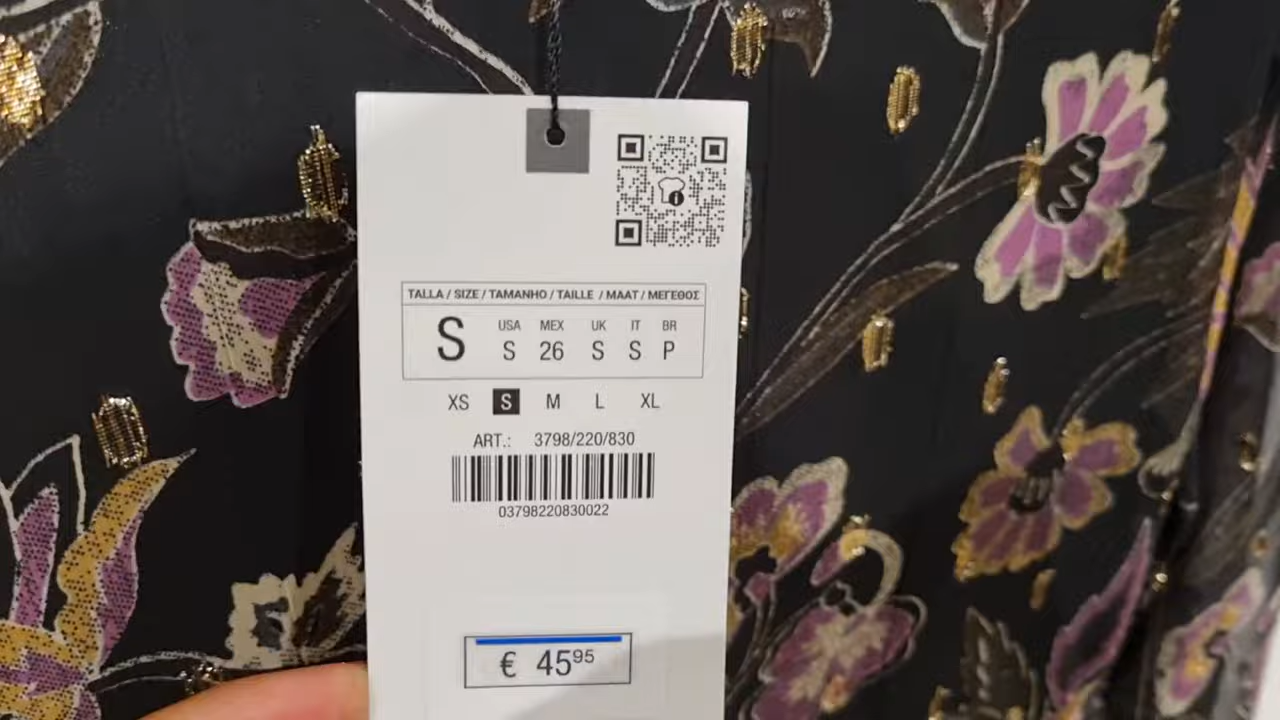 TALLA / SIZE / TAMANHO / TAILLE / MAAT / ΜΕΓΕΘΟΣ
S
USA MEX UK IT BR
S 26 S S P
XS S M L XL
ART.: 3798/220/830
03798220830022
€ 45⁹⁵